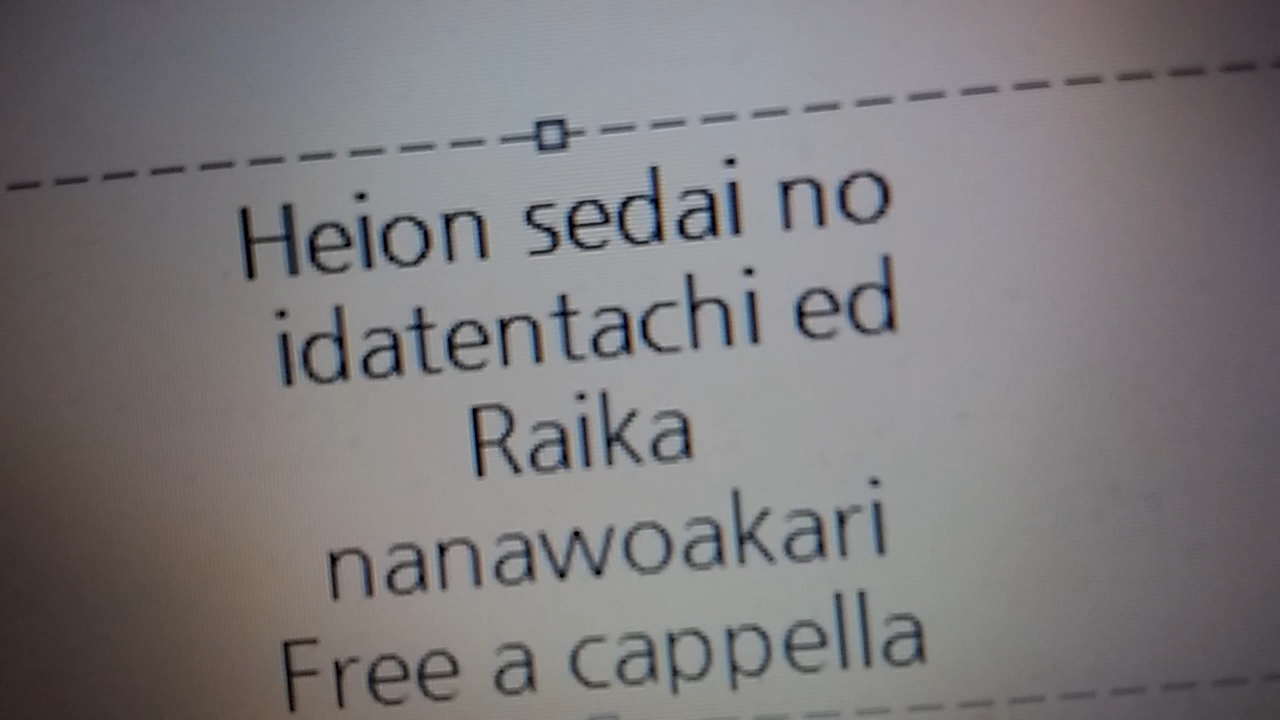 Heion sedai no
idatentachi ed
Raika
nanawoakari
Free a cappella